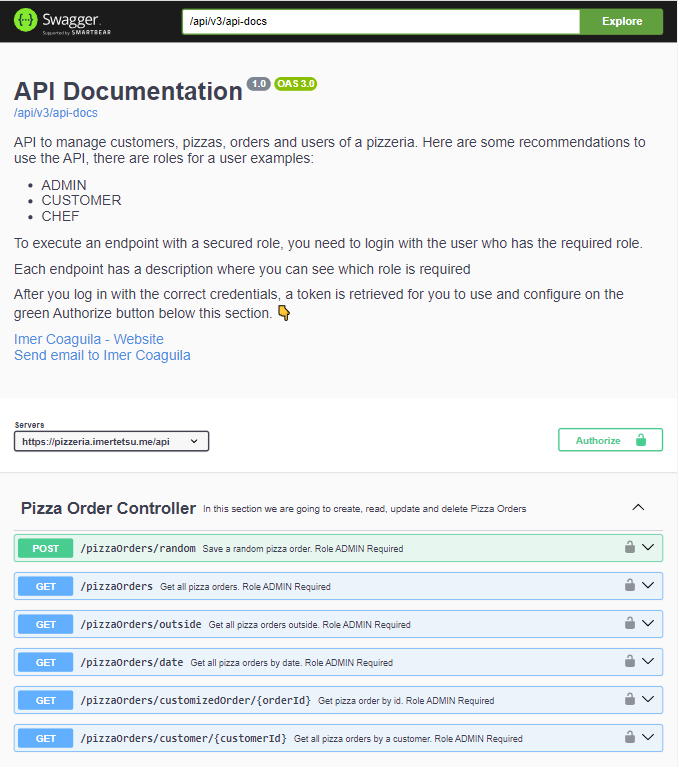 Swagger.
Supported by SMARTBEAR
/api/v3/api-docs
Explore
API Documentation 1.0 OAS 3.0
/api/v3/api-docs
API to manage customers, pizzas, orders and users of a pizzeria. Here are some recommendations to
use the API, there are roles for a user examples:
• ADMIN
• CUSTOMER
• CHEF
To execute an endpoint with a secured role, you need to login with the user who has the required role.
Each endpoint has a description where you can see which role is required
After you log in with the correct credentials, a token is retrieved for you to use and configure on the
green Authorize button below this section. 👇
Imer Coaguila - Website
Send email to Imer Coaguila
Servers
https://pizzeria.imertetsu.me/api
Authorize
Pizza Order Controller In this section we are going to create, read, update and delete Pizza Orders
POST /pizzaOrders/random Save a random pizza order. Role ADMIN Required
GET /pizzaOrders Get all pizza orders. Role ADMIN Required
GET /pizzaOrders/outside Get all pizza orders outside. Role ADMIN Required
GET /pizzaOrders/date Get all pizza orders by date. Role ADMIN Required
GET /pizzaOrders/customizedOrder/{orderId} Get pizza order by id. Role ADMIN Required
GET /pizzaOrders/customer/{customerId} Get all pizza orders by a customer. Role ADMIN Required